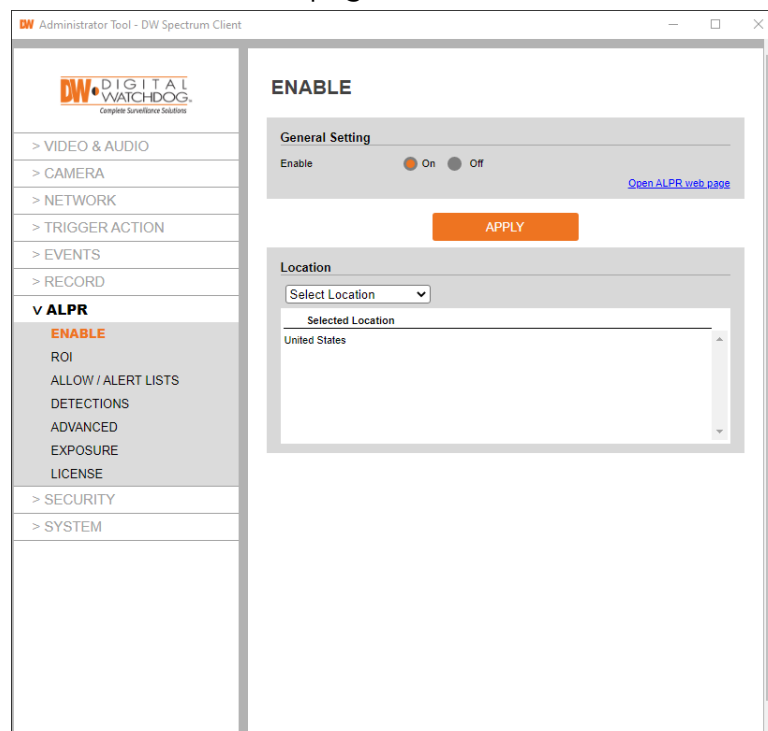 Administrator Tool - DW Spectrum Client
DW DIGITAL
WATCHDOG®
Complete Surveillance Solutions
> VIDEO & AUDIO
> CAMERA
> NETWORK
> TRIGGER ACTION
> EVENTS
> RECORD
v ALPR
ENABLE
ROI
ALLOW / ALERT LISTS
DETECTIONS
ADVANCED
EXPOSURE
LICENSE
> SECURITY
> SYSTEM
ENABLE
General Setting
Enable On Off
Open ALPR web page
APPLY
Location
Select Location
Selected Location
United States